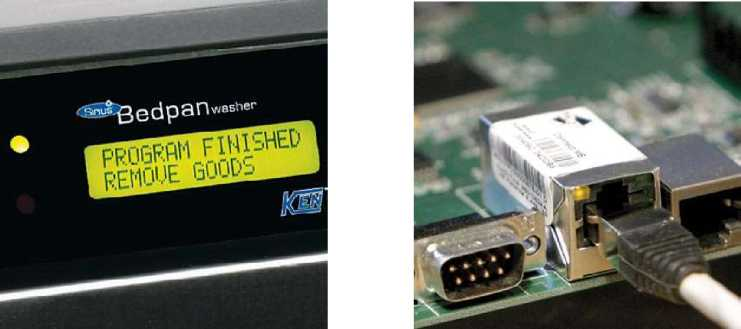 Sinus
Bedpan washer
PROGRAM FINISHED
REMOVE GOODS
KEN